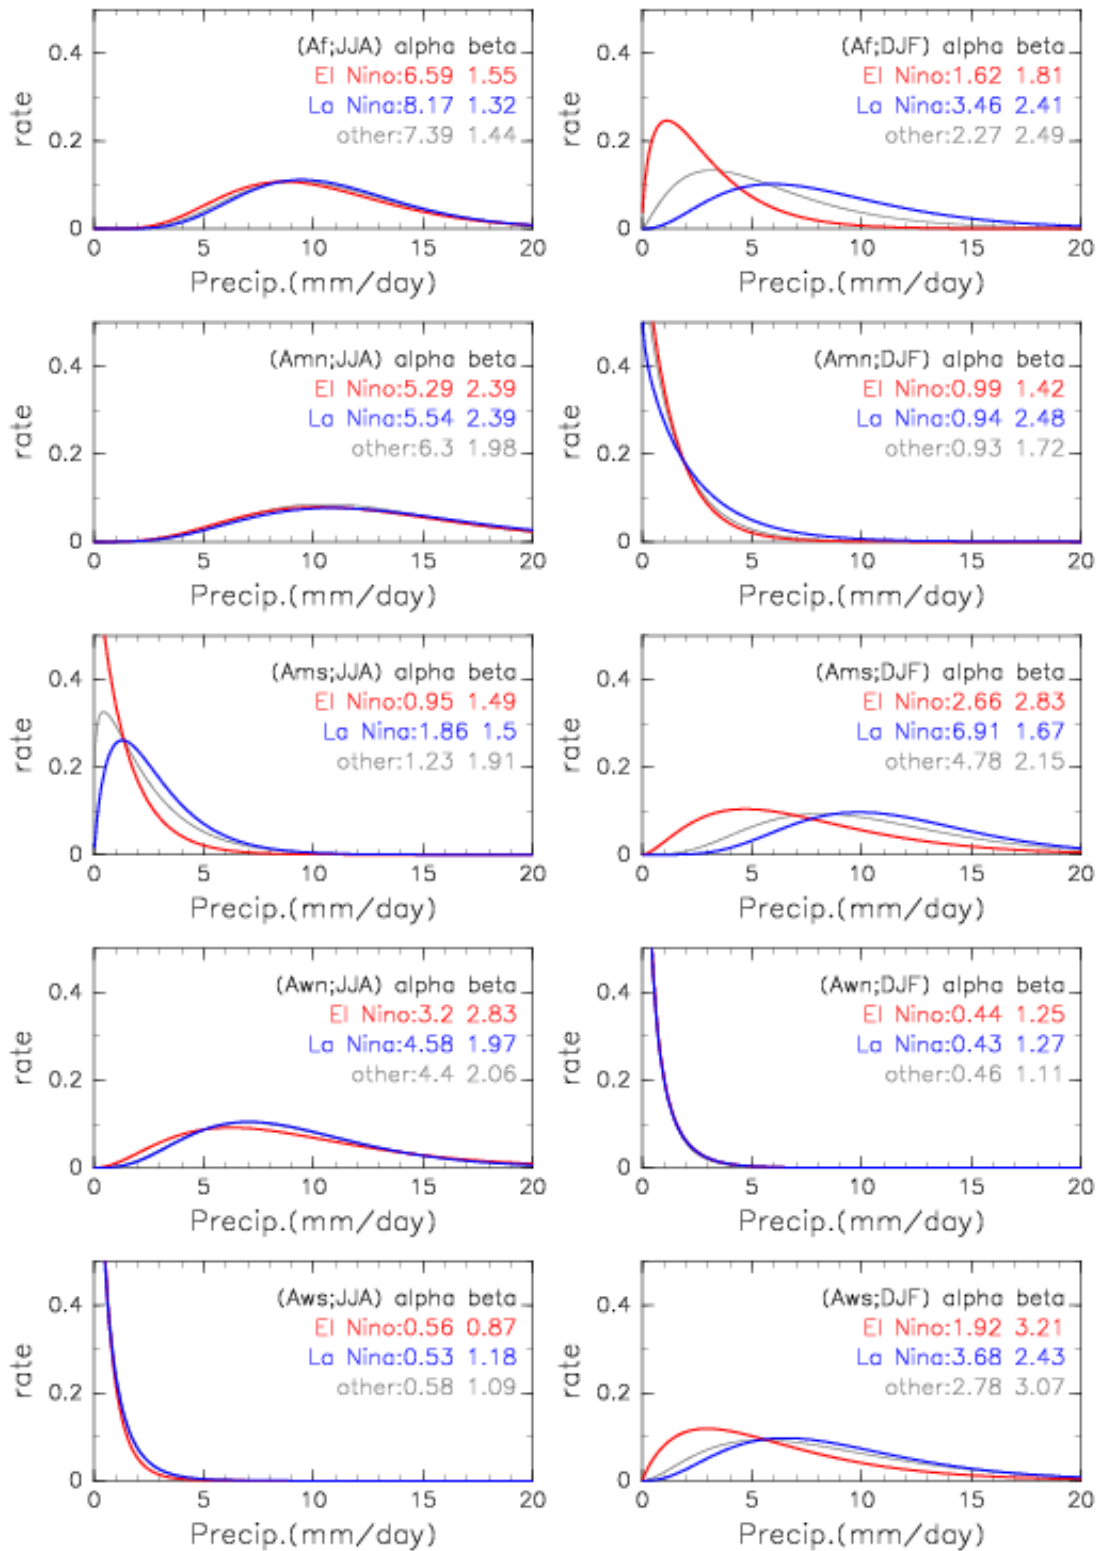 (Af;JJA) alpha beta
El Nino:6.59 1.55
La Nina:8.17 1.32
other:7.39 1.44
0.4
0.2
0
rate
0 5 10 15 20
Precip.(mm/day)
(Af;DJF) alpha beta
El Nino:1.62 1.81
La Nina:3.46 2.41
other:2.27 2.49
0.4
0.2
0
rate
0 5 10 15 20
Precip.(mm/day)
(Amn;JJA) alpha beta
El Nino:5.29 2.39
La Nina:5.54 2.39
other:6.3 1.98
0.4
0.2
0
rate
0 5 10 15 20
Precip.(mm/day)
(Amn;DJF) alpha beta
El Nino:0.99 1.42
La Nina:0.94 2.48
other:0.93 1.72
0.4
0.2
0
rate
0 5 10 15 20
Precip.(mm/day)
(Ams;JJA) alpha beta
El Nino:0.95 1.49
La Nina:1.86 1.5
other:1.23 1.91
0.4
0.2
0
rate
0 5 10 15 20
Precip.(mm/day)
(Ams;DJF) alpha beta
El Nino:2.66 2.83
La Nina:6.91 1.67
other:4.78 2.15
0.4
0.2
0
rate
0 5 10 15 20
Precip.(mm/day)
(Awn;JJA) alpha beta
El Nino:3.2 2.83
La Nina:4.58 1.97
other:4.4 2.06
0.4
0.2
0
rate
0 5 10 15 20
Precip.(mm/day)
(Awn;DJF) alpha beta
El Nino:0.44 1.25
La Nina:0.43 1.27
other:0.46 1.11
0.4
0.2
0
rate
0 5 10 15 20
Precip.(mm/day)
(Aws;JJA) alpha beta
El Nino:0.56 0.87
La Nina:0.53 1.18
other:0.58 1.09
0.4
0.2
0
rate
0 5 10 15 20
Precip.(mm/day)
(Aws;DJF) alpha beta
El Nino:1.92 3.21
La Nina:3.68 2.43
other:2.78 3.07
0.4
0.2
0
rate
0 5 10 15 20
Precip.(mm/day)